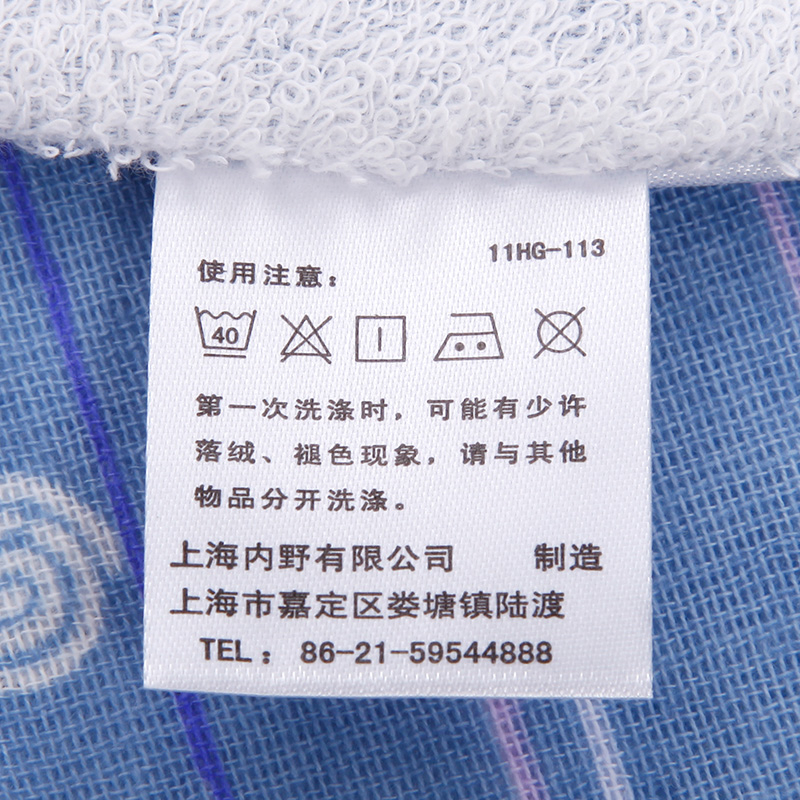 11HG-113
使用注意：
40
第一次洗涤时，可能有少许
落绒、褪色现象，请与其他
物品分开洗涤。
上海内野有限公司 制造
上海市嘉定区娄塘镇陆渡
TEL：86-21-59544888